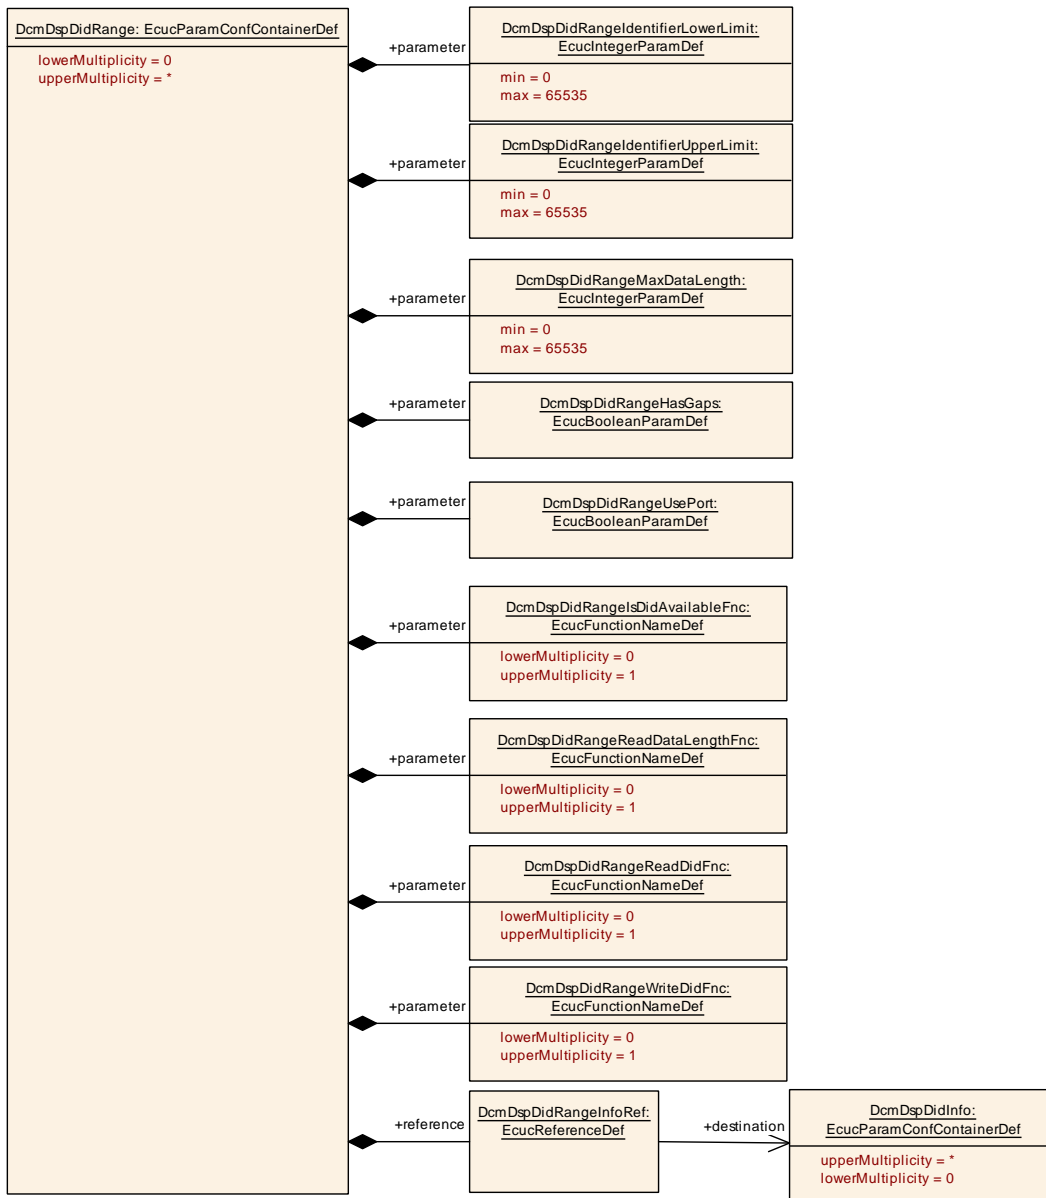 DcmDspDidRange: EcucParamConfContainerDef
lowerMultiplicity = 0
upperMultiplicity = *
+parameter
DcmDspDidRangeIdentifierLowerLimit:
EcucIntegerParamDef
min = 0
max = 65535
+parameter
DcmDspDidRangeIdentifierUpperLimit:
EcucIntegerParamDef
min = 0
max = 65535
+parameter
DcmDspDidRangeMaxDataLength:
EcucIntegerParamDef
min = 0
max = 65535
+parameter
DcmDspDidRangeHasGaps:
EcucBooleanParamDef
+parameter
DcmDspDidRangeUsePort:
EcucBooleanParamDef
+parameter
DcmDspDidRangeIsDidAvailableFnc:
EcucFunctionNameDef
lowerMultiplicity = 0
upperMultiplicity = 1
+parameter
DcmDspDidRangeReadDataLengthFnc:
EcucFunctionNameDef
lowerMultiplicity = 0
upperMultiplicity = 1
+parameter
DcmDspDidRangeReadDidFnc:
EcucFunctionNameDef
lowerMultiplicity = 0
upperMultiplicity = 1
+parameter
DcmDspDidRangeWriteDidFnc:
EcucFunctionNameDef
lowerMultiplicity = 0
upperMultiplicity = 1
+reference
DcmDspDidRangeInfoRef:
EcucReferenceDef
+destination
DcmDspDidInfo:
EcucParamConfContainerDef
upperMultiplicity = *
lowerMultiplicity = 0